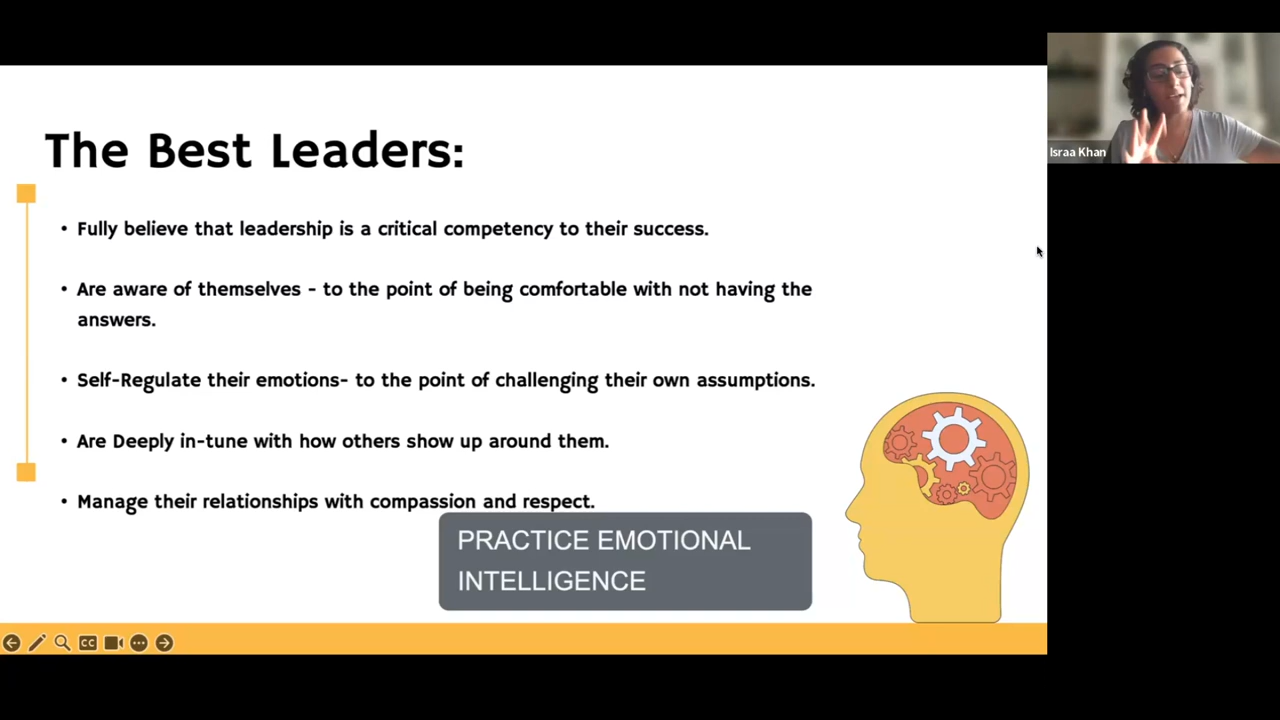 The Best Leaders:
• Fully believe that leadership is a critical competency to their success.
• Are aware of themselves - to the point of being comfortable with not having the
answers.
• Self-Regulate their emotions- to the point of challenging their own assumptions.
• Are Deeply in-tune with how others show up around them.
• Manage their relationships with compassion and respect.
PRACTICE EMOTIONAL
INTELLIGENCE
CC
Israa Khan